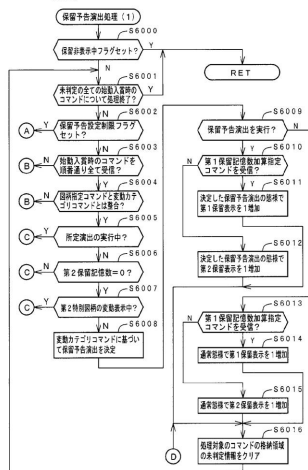 保留予告演出処理（1）
S6000
保留非表示中フラグセット？
Y
N
RET
S6001
未判定の全ての始動入賞時の
コマンドについて処理終了？
Y
N
S6002
保留予告設定制限フラグ
セット？
A
Y
N
S6003
始動入賞時のコマンドを
順番通り全て受信？
B
N
Y
S6004
図柄指定コマンドと変動カテ
ゴリコマンドとは整合？
B
N
Y
S6005
所定演出の実行中？
C
Y
N
S6006
第2保留記憶数＝0？
C
N
Y
S6007
第2特別図柄の変動表示中？
C
Y
N
S6008
変動カテゴリコマンドに基づい
て保留予告演出を決定
S6009
保留予告演出を実行？
N
Y
S6010
第1保留記憶数加算指定
コマンドを受信？
N
Y
S6011
決定した保留予告演出の態様で
第1保留表示を1増加
S6012
決定した保留予告演出の態様で
第2保留表示を1増加
S6013
第1保留記憶数加算指定
コマンドを受信？
N
Y
S6014
通常態様で第1保留表示を1増加
S6015
通常態様で第2保留表示を1増加
D
S6016
処理対象のコマンドの格納領域
の未判定情報をクリア